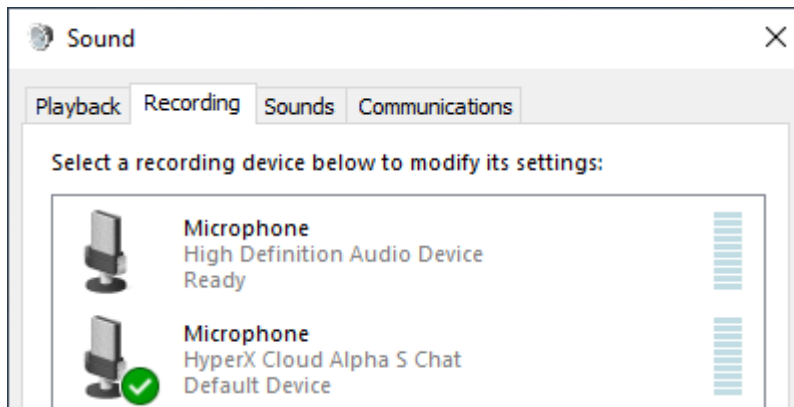 Sound
Playback Recording Sounds Communications
Select a recording device below to modify its settings:
Microphone
High Definition Audio Device
Ready
Microphone
HyperX Cloud Alpha S Chat
Default Device